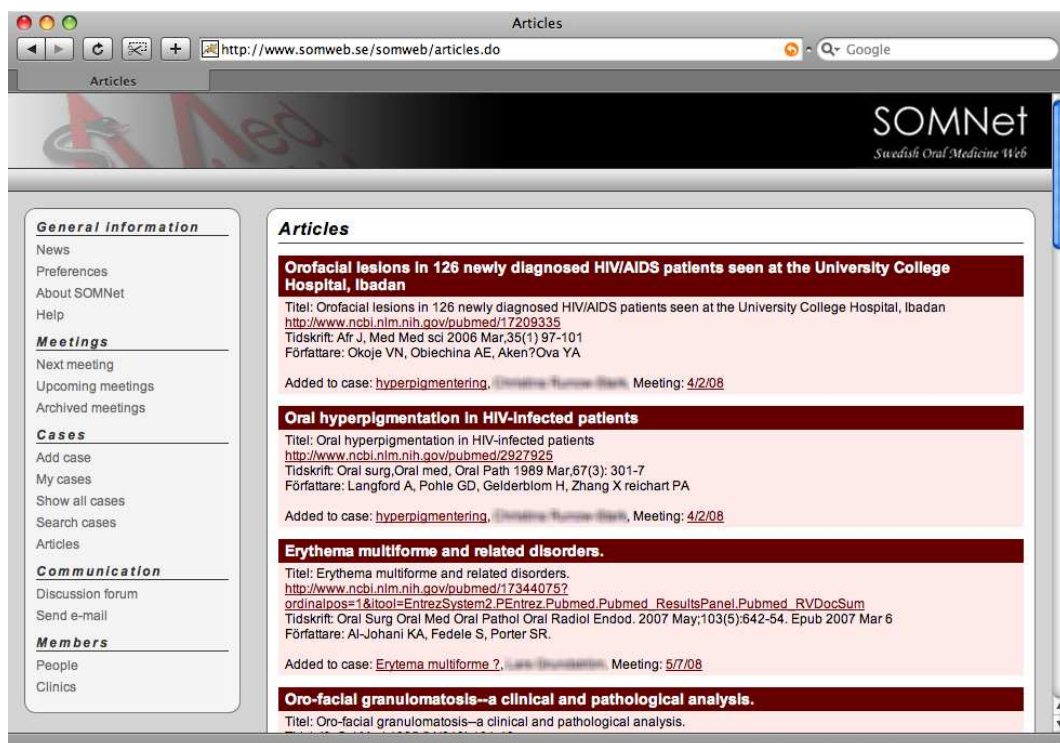 Articles
http://www.somweb.se/somweb/articles.do
Google
Articles
Med
SOMNet
Swedish Oral Medicine Web
General information
News
Preferences
About SOMNet
Help
Meetings
Next meeting
Upcoming meetings
Archived meetings
Cases
Add case
My cases
Show all cases
Search cases
Articles
Communication
Discussion forum
Send e-mail
Members
People
Clinics
Articles
Orofacial lesions in 126 newly diagnosed HIV/AIDS patients seen at the University College
Hospital, Ibadan
Titel: Orofacial lesions in 126 newly diagnosed HIV/AIDS patients seen at the University College Hospital, Ibadan
http://www.ncbi.nlm.nih.gov/pubmed/17209335
Tidskrift: Afr J, Med Med sci 2006 Mar,35(1) 97-101
Författare: Okoje VN, Obiechina AE, Aken?Ova YA
Added to case: hyperpigmentering, Meeting: 4/2/08
Oral hyperpigmentation in HIV-infected patients
Titel: Oral hyperpigmentation in HIV-infected patients
http://www.ncbi.nlm.nih.gov/pubmed/2927925
Tidskrift: Oral surg,Oral med, Oral Path 1989 Mar,67(3): 301-7
Författare: Langford A, Pohle GD, Gelderblom H, Zhang X reichart PA
Added to case: hyperpigmentering, , Meeting: 4/2/08
Erythema multiforme and related disorders.
Titel: Erythema multiforme and related disorders.
http://www.ncbi.nlm.nih.gov/pubmed/17344075?
ordinalpos=1&itool=EntrezSystem2.PEntrez.Pubmed.Pubmed_ResultsPanel.Pubmed_RVDocSum
Tidskrift: Oral Surg Oral Med Oral Pathol Oral Radiol Endod. 2007 May;103(5):642-54. Epub 2007 Mar 6
Författare: Al-Johani KA, Fedele S, Porter SR.
Added to case: Erytema multiforme ?, Meeting: 5/7/08
Oro-facial granulomatosis--a clinical and pathological analysis.
Titel: Oro-facial granulomatosis--a clinical and pathological analysis.